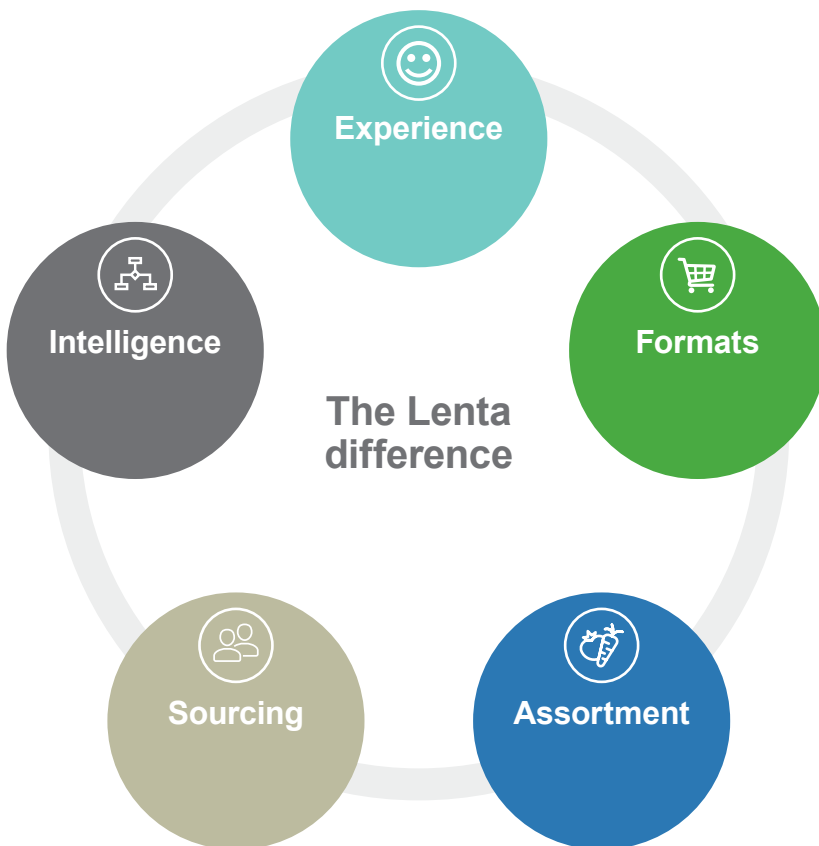 Experience
Formats
Intelligence
The Lenta
difference
Sourcing
Assortment